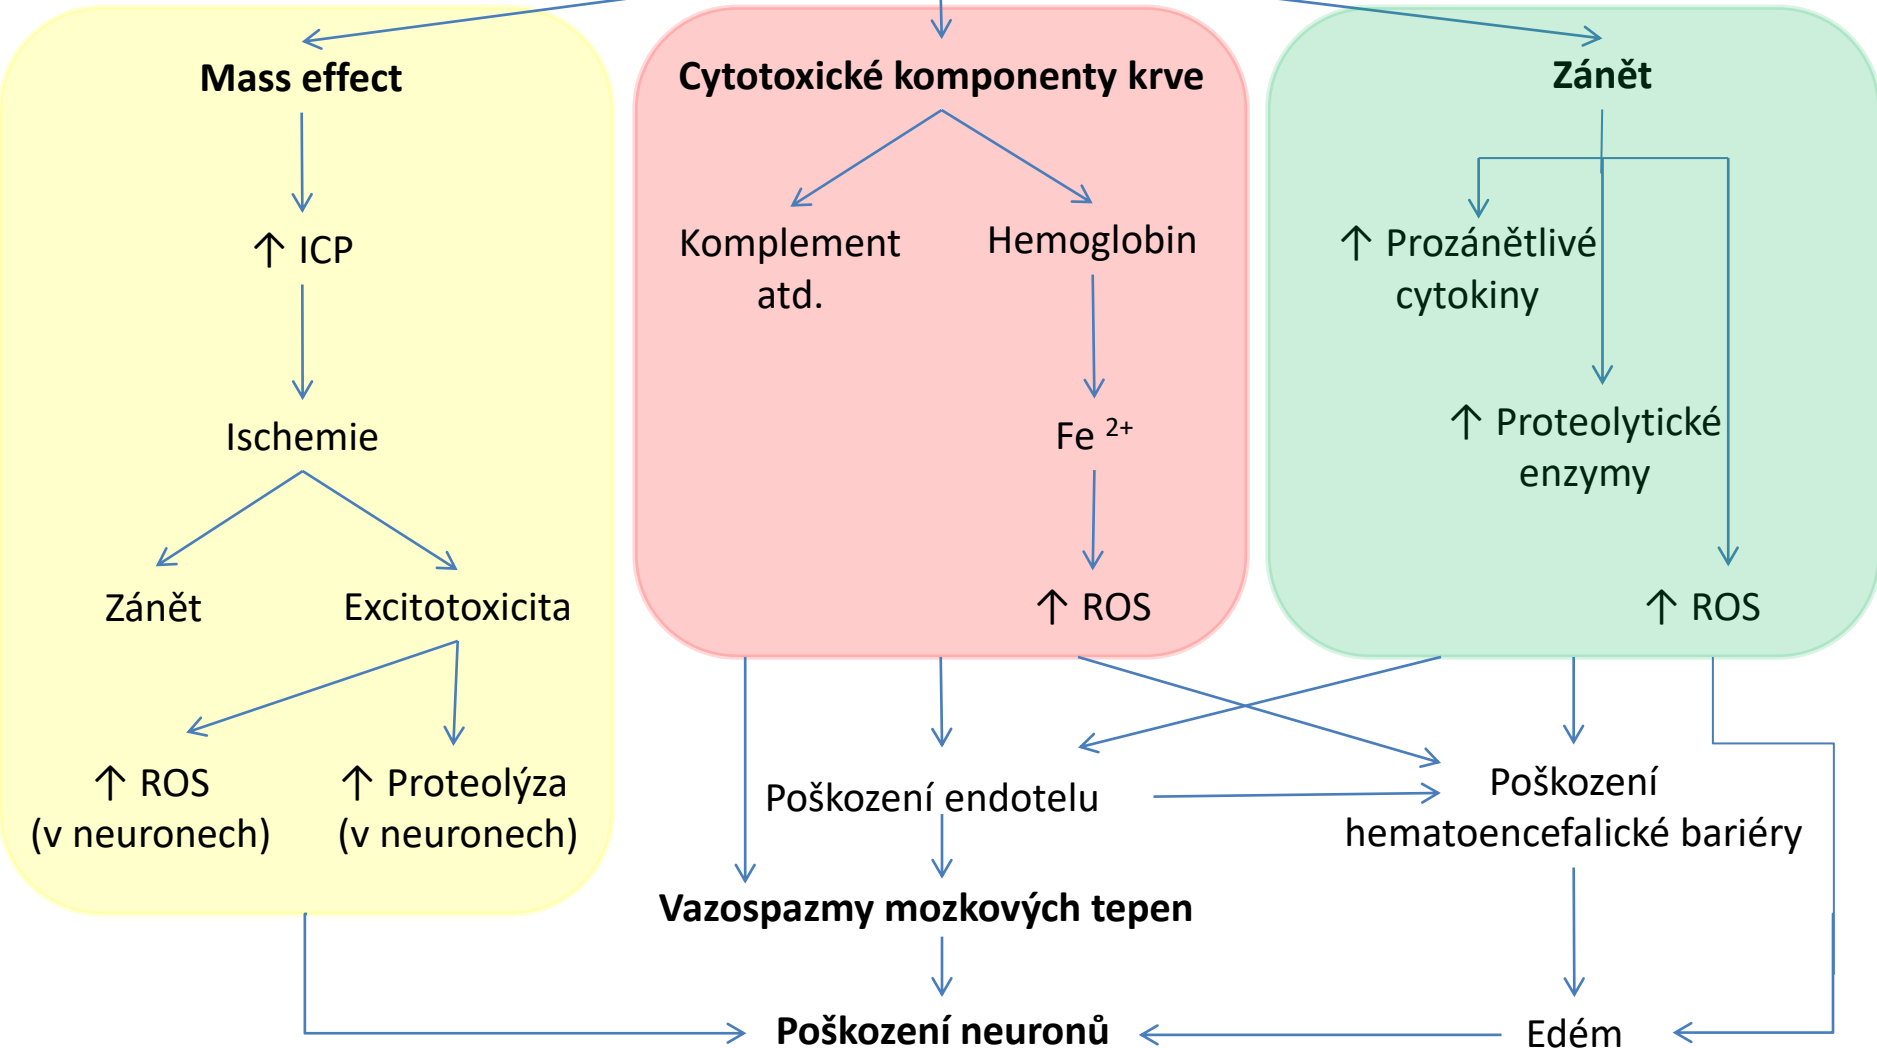 Mass effect
↑ ICP
Ischemie
Zánět
Excitotoxicita
↑ ROS
(v neuronech)
↑ Proteolýza
(v neuronech)
Cytotoxické komponenty krve
Komplement
atd.
Hemoglobin
Fe ²⁺
↑ ROS
Zánět
↑ Prozánětlivé
cytokiny
↑ Proteolytické
enzymy
↑ ROS
Poškození endotelu
Poškození
hematoencefalické bariéry
Vazospazmy mozkových tepen
Poškození neuronů
Edém